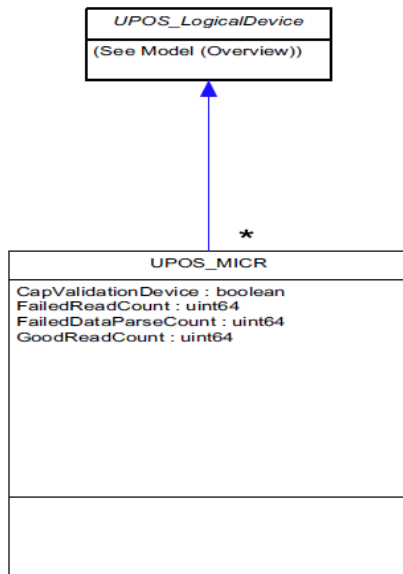 UPOS_LogicalDevice
(See Model (Overview))
*
UPOS_MICR
CapValidationDevice : boolean
FailedReadCount : uint64
FailedDataParseCount : uint64
GoodReadCount : uint64